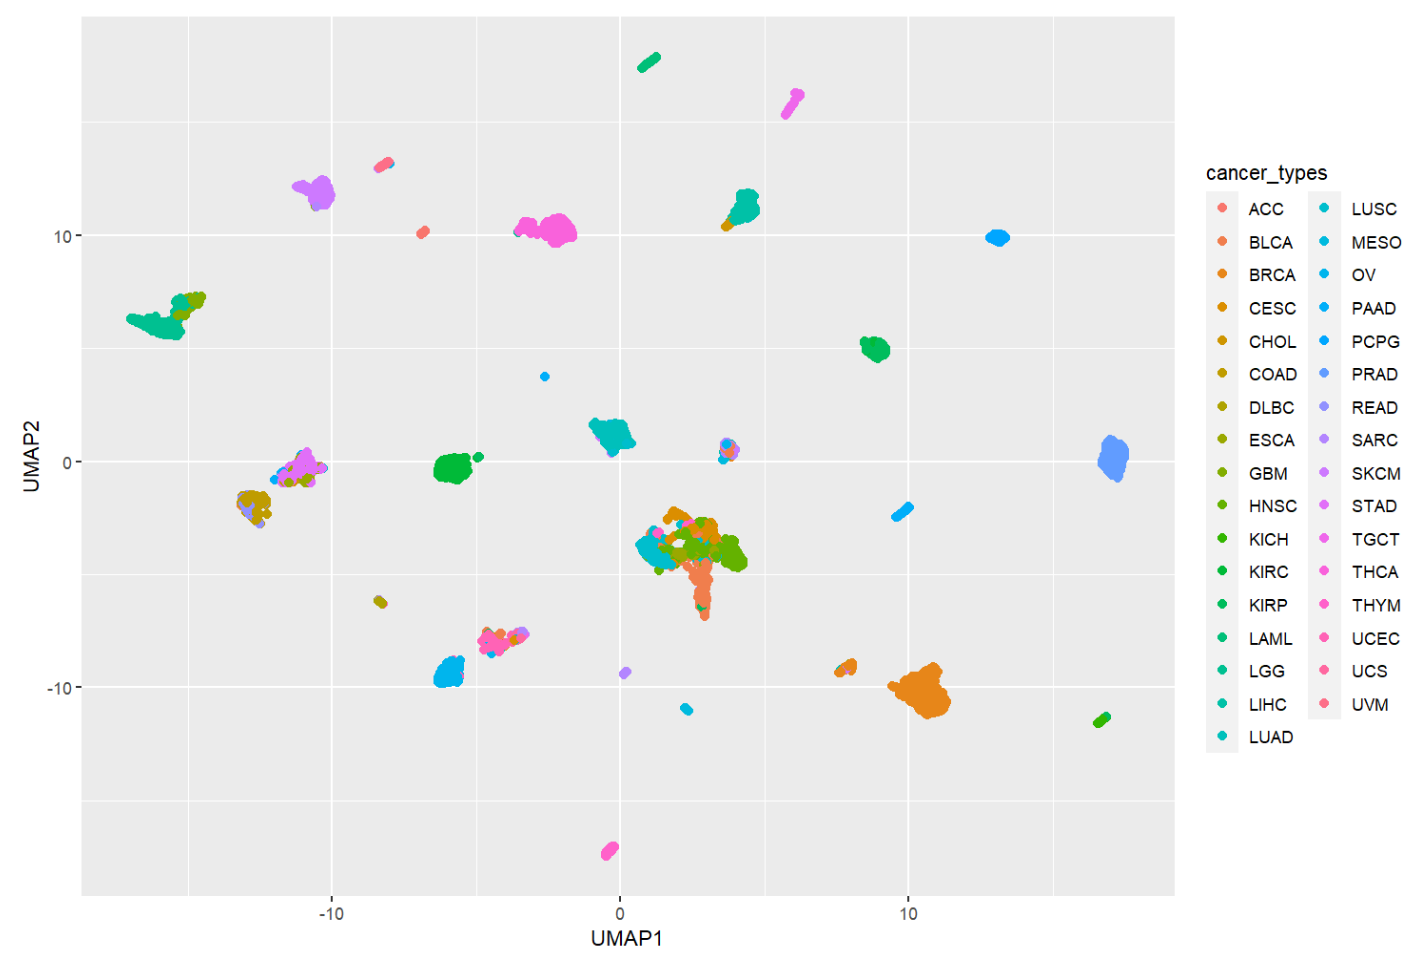 10
0
-10
-10
0
10
UMAP1
UMAP2
cancer_types
ACC
BLCA
BRCA
CESC
CHOL
COAD
DLBC
ESCA
GBM
HNSC
KICH
KIRC
KIRP
LAML
LGG
LIHC
LUAD
LUSC
MESO
OV
PAAD
PCPG
PRAD
READ
SARC
SKCM
STAD
TGCT
THCA
THYM
UCEC
UCS
UVM